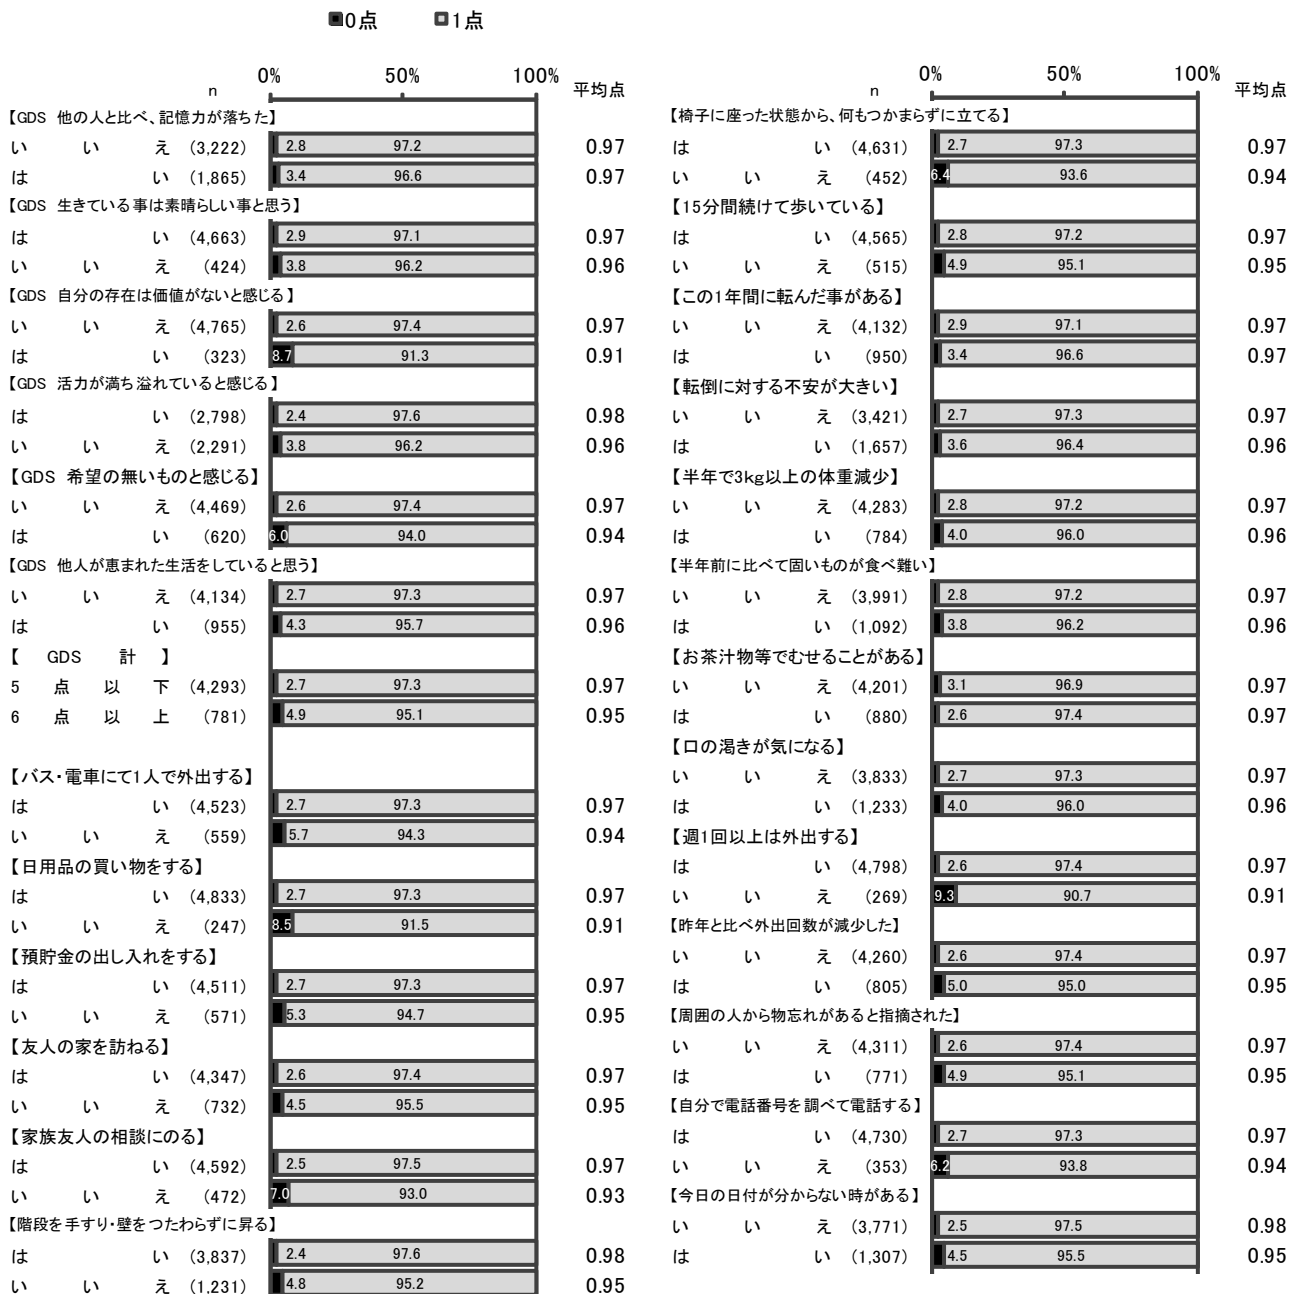 ■0点 □1点
0% 50% 100%
n 平均点
【GDS 他の人と比べ、記憶力が落ちた】
いいえ (3,222) 2.8 97.2 0.97
はい (1,865) 3.4 96.6 0.97
【GDS 生きている事は素晴らしい事と思う】
はい (4,663) 2.9 97.1 0.97
いいえ (424) 3.8 96.2 0.96
【GDS 自分の存在は価値がないと感じる】
いいえ (4,765) 2.6 97.4 0.97
はい (323) 8.7 91.3 0.91
【GDS 活力が満ち溢れていると感じる】
はい (2,798) 2.4 97.6 0.98
いいえ (2,291) 3.8 96.2 0.96
【GDS 希望の無いものと感じる】
いいえ (4,469) 2.6 97.4 0.97
はい (620) 6.0 94.0 0.94
【GDS 他人が恵まれた生活をしていると思う】
いいえ (4,134) 2.7 97.3 0.97
はい (955) 4.3 95.7 0.96
【 GDS 計 】
5点以下 (4,293) 2.7 97.3 0.97
6点以上 (781) 4.9 95.1 0.95
【バス・電車にて1人で外出する】
はい (4,523) 2.7 97.3 0.97
いいえ (559) 5.7 94.3 0.94
【日用品の買い物をする】
はい (4,833) 2.7 97.3 0.97
いいえ (247) 8.5 91.5 0.91
【預貯金の出し入れをする】
はい (4,511) 2.7 97.3 0.97
いいえ (571) 5.3 94.7 0.95
【友人の家を訪ねる】
はい (4,347) 2.6 97.4 0.97
いいえ (732) 4.5 95.5 0.95
【家族友人の相談にのる】
はい (4,592) 2.5 97.5 0.97
いいえ (472) 7.0 93.0 0.93
【階段を手すり・壁をつたわらずに昇る】
はい (3,837) 2.4 97.6 0.98
いいえ (1,231) 4.8 95.2 0.95
0% 50% 100%
n 平均点
【椅子に座った状態から、何もつかまらずに立てる】
はい (4,631) 2.7 97.3 0.97
いいえ (452) 6.4 93.6 0.94
【15分間続けて歩いている】
はい (4,565) 2.8 97.2 0.97
いいえ (515) 4.9 95.1 0.95
【この1年間に転んだ事がある】
いいえ (4,132) 2.9 97.1 0.97
はい (950) 3.4 96.6 0.97
【転倒に対する不安が大きい】
いいえ (3,421) 2.7 97.3 0.97
はい (1,657) 3.6 96.4 0.96
【半年で3kg以上の体重減少】
いいえ (4,283) 2.8 97.2 0.97
はい (784) 4.0 96.0 0.96
【半年前に比べて固いものが食べ難い】
いいえ (3,991) 2.8 97.2 0.97
はい (1,092) 3.8 96.2 0.96
【お茶汁物等でむせることがある】
いいえ (4,201) 3.1 96.9 0.97
はい (880) 2.6 97.4 0.97
【口の渇きが気になる】
いいえ (3,833) 2.7 97.3 0.97
はい (1,233) 4.0 96.0 0.96
【週1回以上は外出する】
はい (4,798) 2.6 97.4 0.97
いいえ (269) 9.3 90.7 0.91
【昨年と比べ外出回数が減少した】
いいえ (4,260) 2.6 97.4 0.97
はい (805) 5.0 95.0 0.95
【周囲の人から物忘れがあると指摘された】
いいえ (4,311) 2.6 97.4 0.97
はい (771) 4.9 95.1 0.95
【自分で電話番号を調べて電話する】
はい (4,730) 2.7 97.3 0.97
いいえ (353) 6.2 93.8 0.94
【今日の日付が分からない時がある】
いいえ (3,771) 2.5 97.5 0.98
はい (1,307) 4.5 95.5 0.95